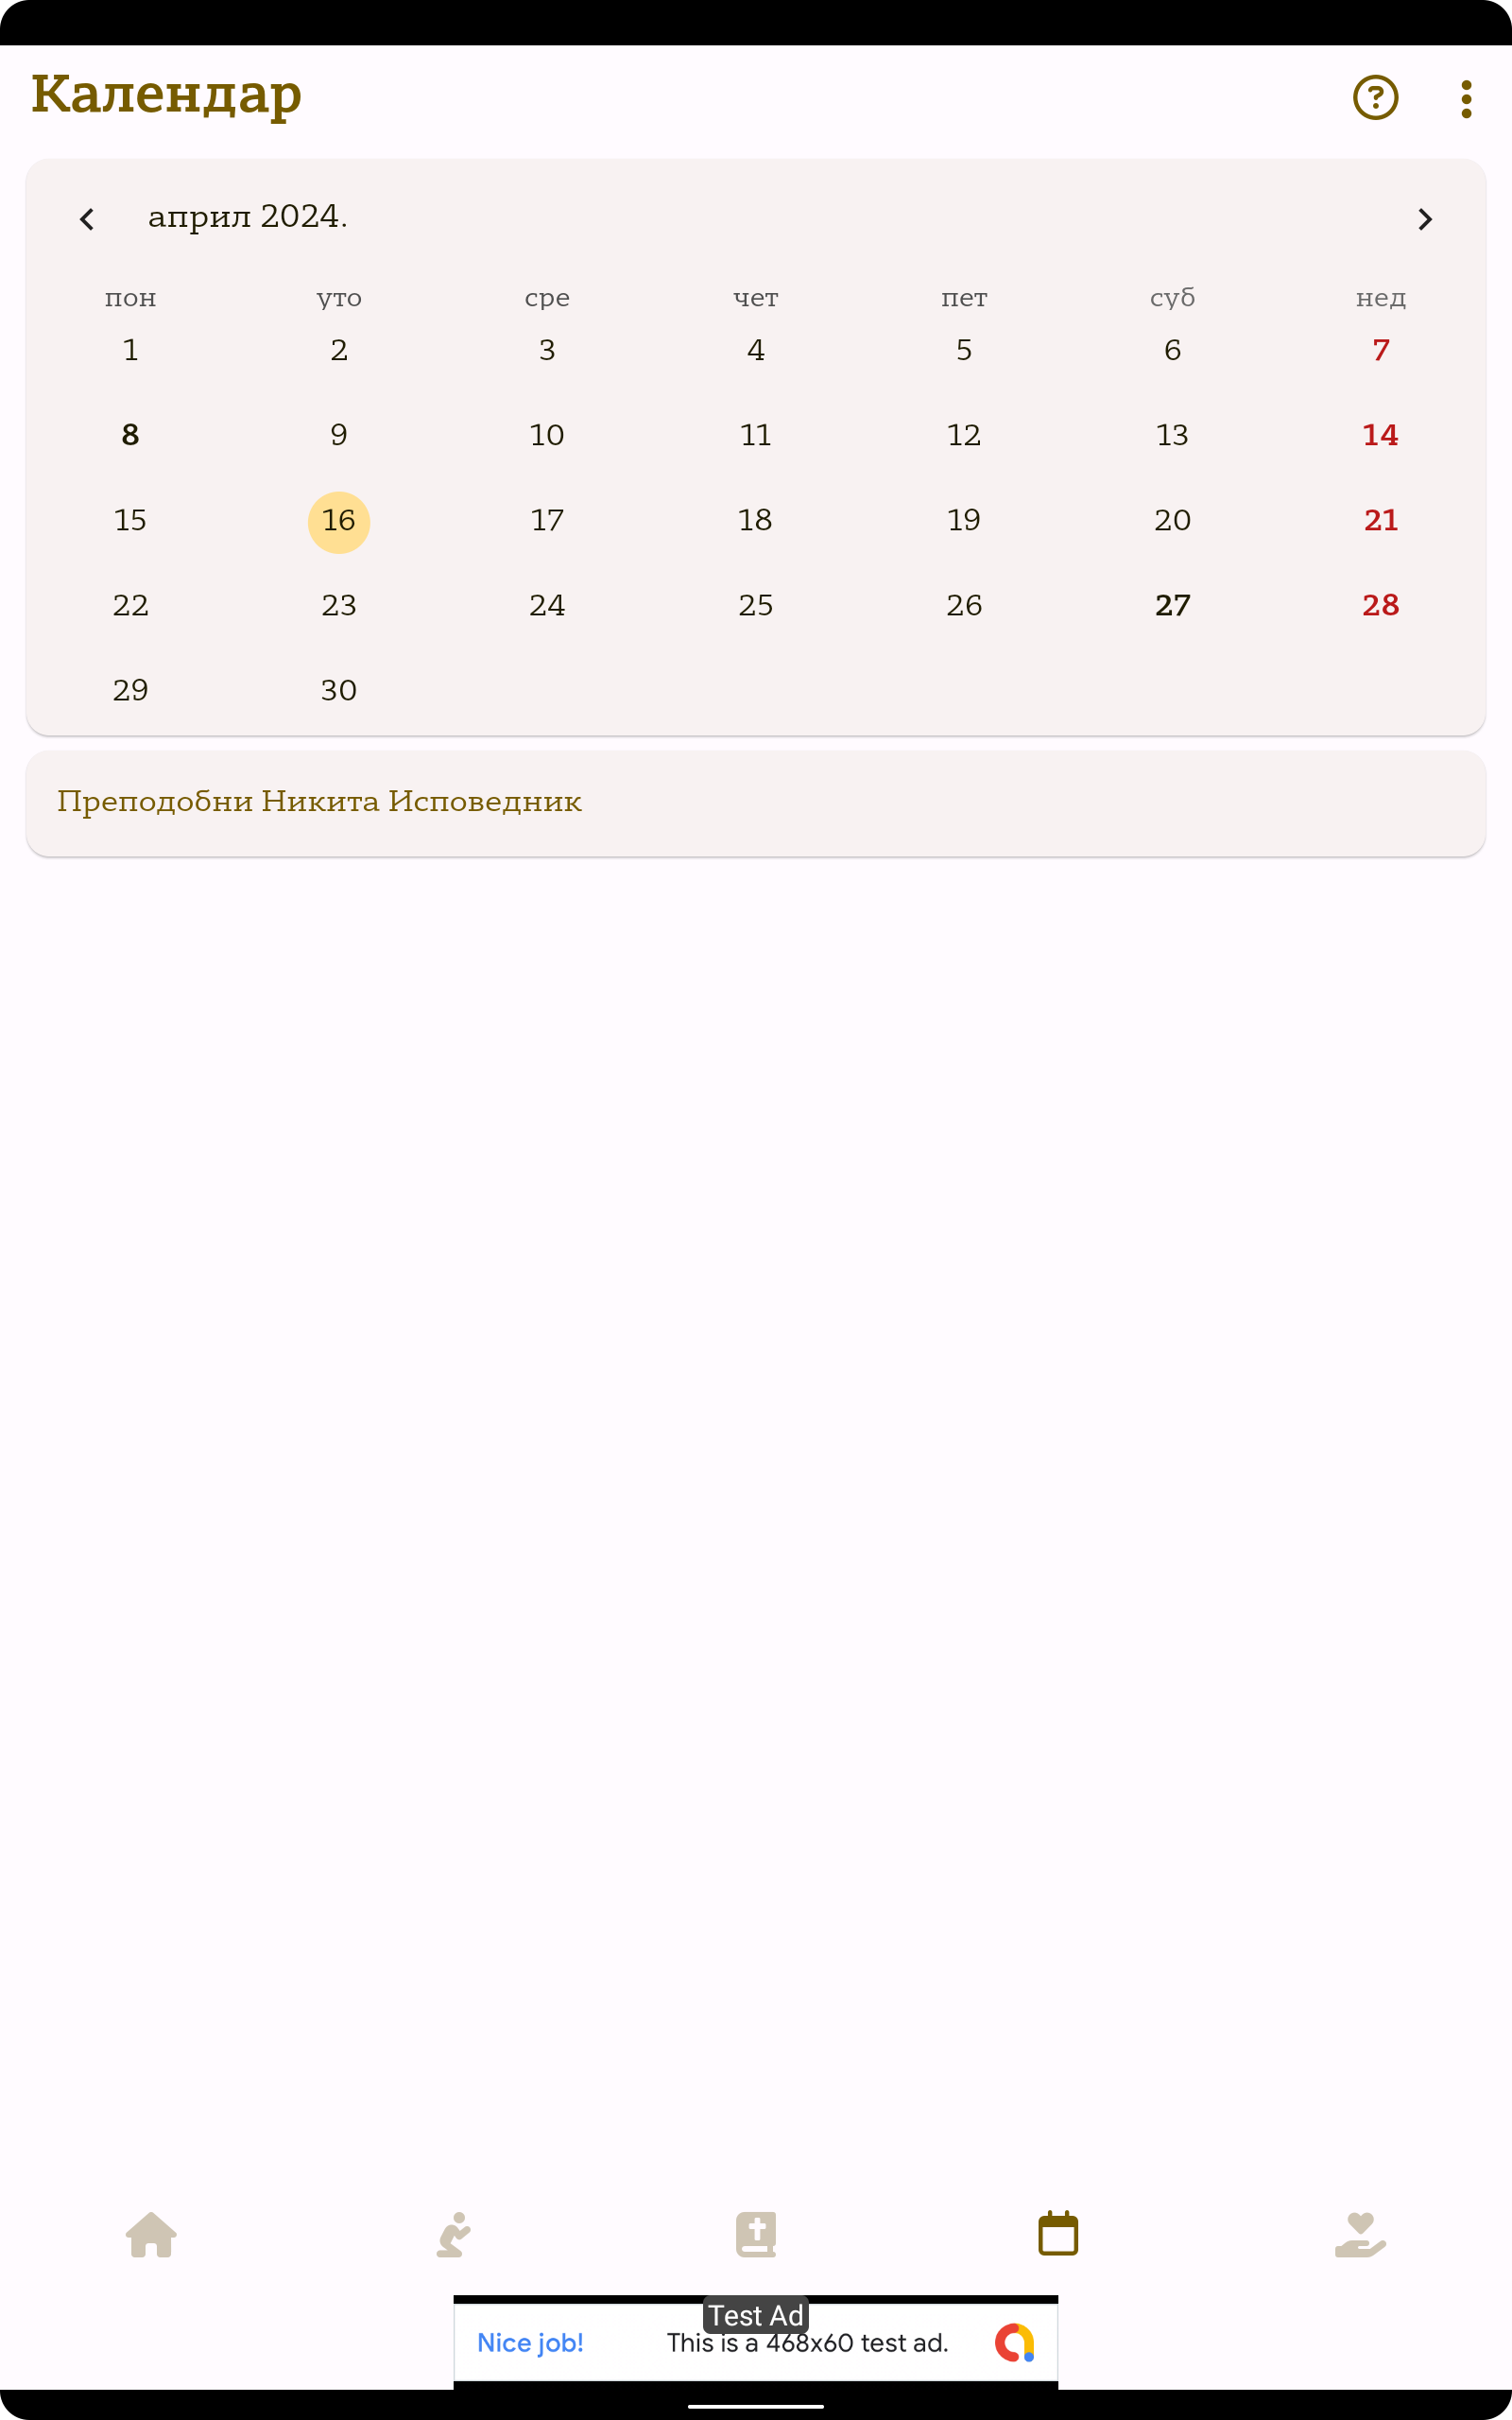 Календар
?
април 2024.
пон уто сре чет пет суб нед
1 2 3 4 5 6 7
8 9 10 11 12 13 14
15 16 17 18 19 20 21
22 23 24 25 26 27 28
29 30
Преподобни Никита Исповедник
Test Ad
Nice job! This is a 468x60 test ad.